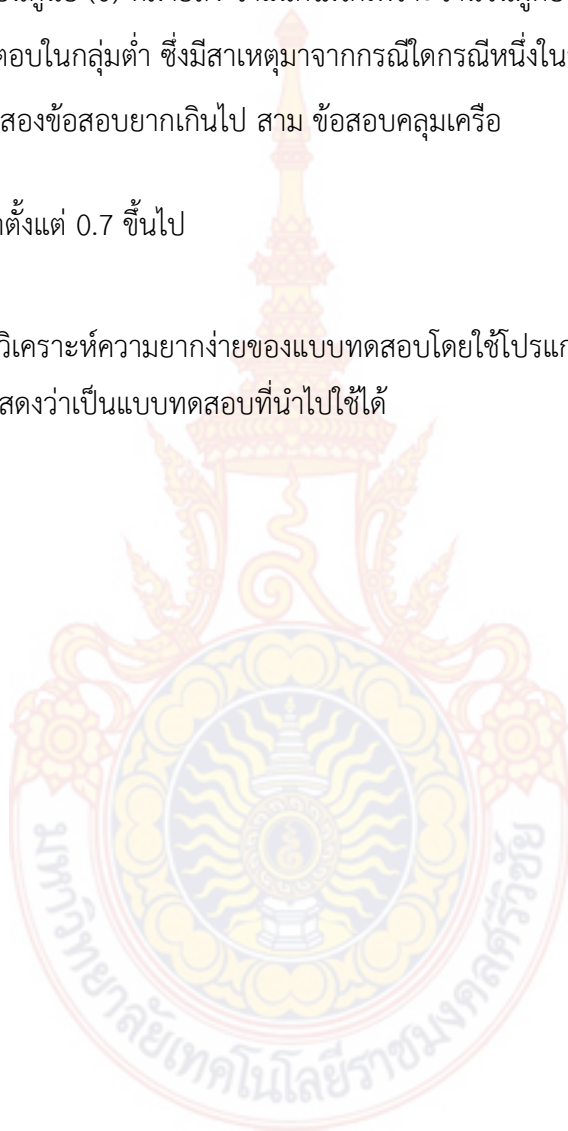 ตอบในกลุ่มต่ำ ซึ่งมีสาเหตุมาจากกรณีใดกรณีหนึ่งใน
สองข้อสอบยากเกินไป สาม ข้อสอบคลุมเครือ
ตั้งแต่ 0.7 ขึ้นไป
วิเคราะห์ความยากง่ายของแบบทดสอบโดยใช้โปรแก
สดงว่าเป็นแบบทดสอบที่นำไปใช้ได้
มหาวิทยาลัยเทคโนโลยีราชมงคลศรีวิชัย